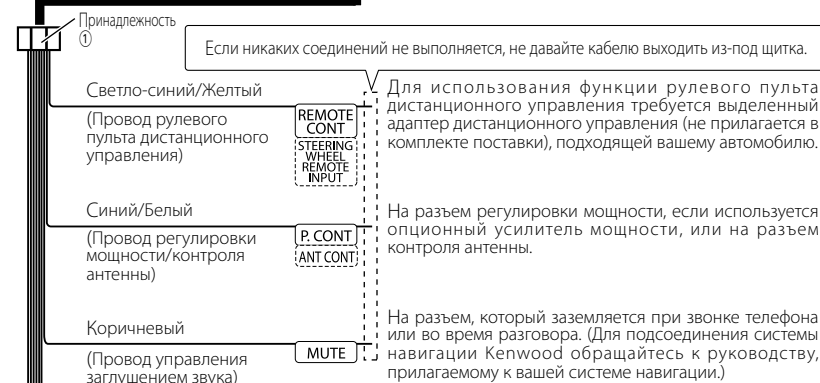 Принадлежность
①
Если никаких соединений не выполняется, не давайте кабелю выходить из-под щитка.
Светло-синий/Желтый
(Провод рулевого
пульта дистанционного
управления)
REMOTE
CONT
STEERING
WHEEL
REMOTE
INPUT
Для использования функции рулевого пульта
дистанционного управления требуется выделенный
адаптер дистанционного управления (не прилагается в
комплекте поставки), подходящей вашему автомобилю.
Синий/Белый
(Провод регулировки
мощности/контроля
антенны)
P. CONT
ANT CONT
На разъем регулировки мощности, если используется
опционный усилитель мощности, или на разъем
контроля антенны.
Коричневый
(Провод управления
заглушением звука)
MUTE
На разъем, который заземляется при звонке телефона
или во время разговора. (Для подсоединения системы
навигации Kenwood обращайтесь к руководству,
прилагаемому к вашей системе навигации.)